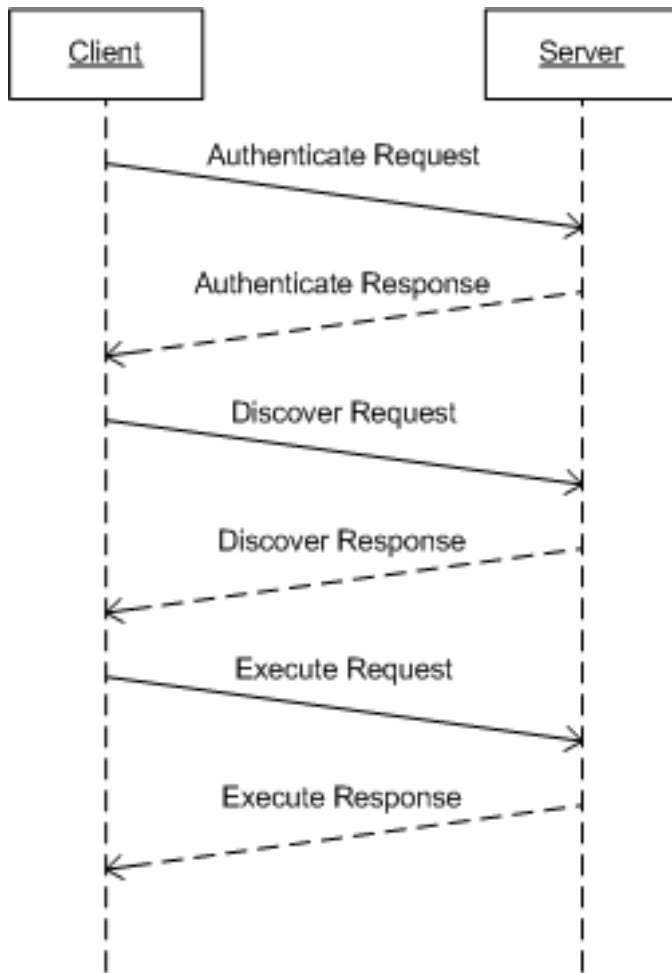 Client
Server
Authenticate Request
Authenticate Response
Discover Request
Discover Response
Execute Request
Execute Response